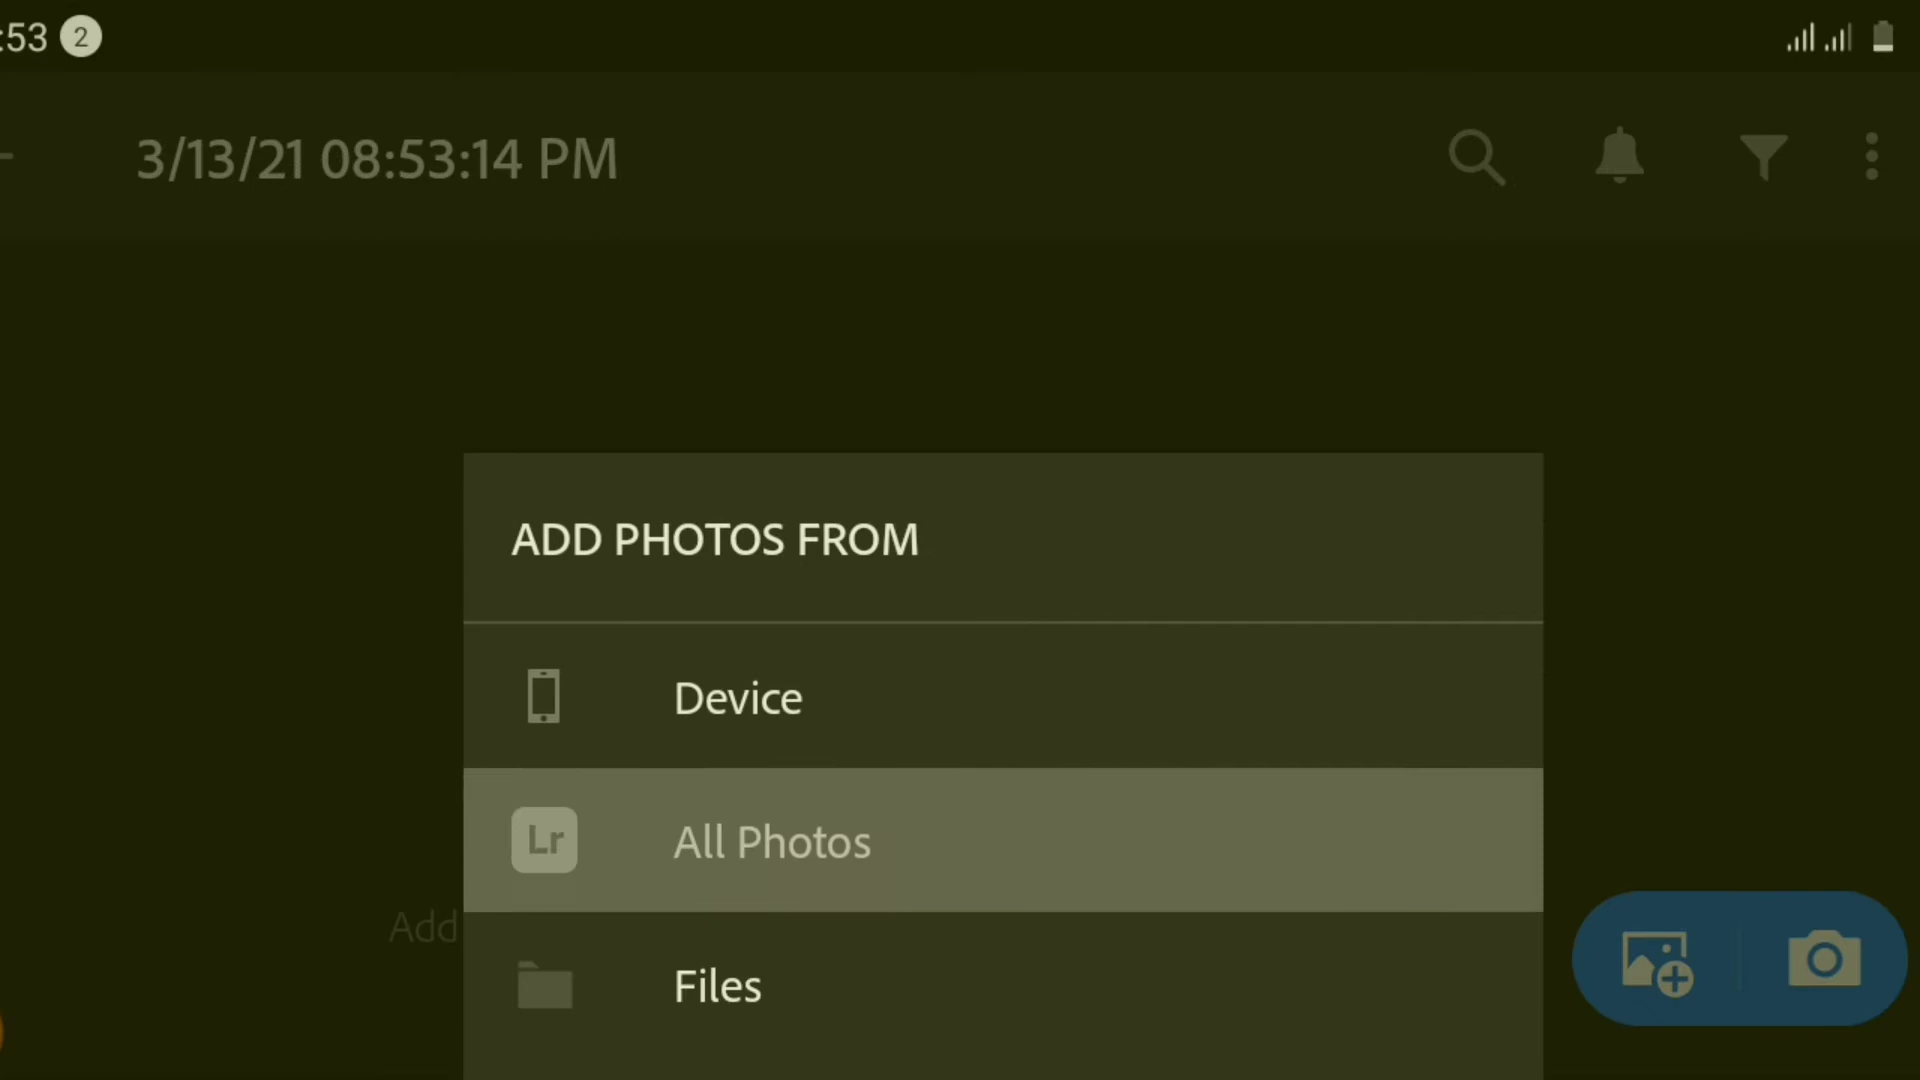 :53 2
3/13/21 08:53:14 PM
ADD PHOTOS FROM
Device
Lr All Photos
Add
Files